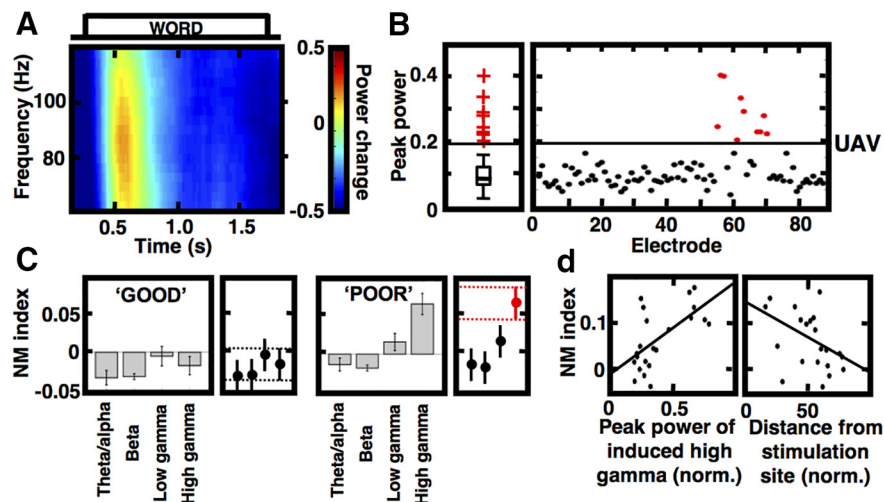 A
WORD
Frequency (Hz)
100
80
0.5
1.0
1.5
Time (s)
0.5
0
-0.5
Power change
B
Peak power
0.4
0.2
0
0
20
40
60
80
Electrode
UAV
C
NM index
0.05
0
-0.05
'GOOD'
'POOR'
Theta/alpha
Beta
Low gamma
High gamma
Theta/alpha
Beta
Low gamma
High gamma
d
NM index
0.1
0
0
0.5
Peak power of
induced high
gamma (norm.)
0
50
Distance from
stimulation
site (norm.)